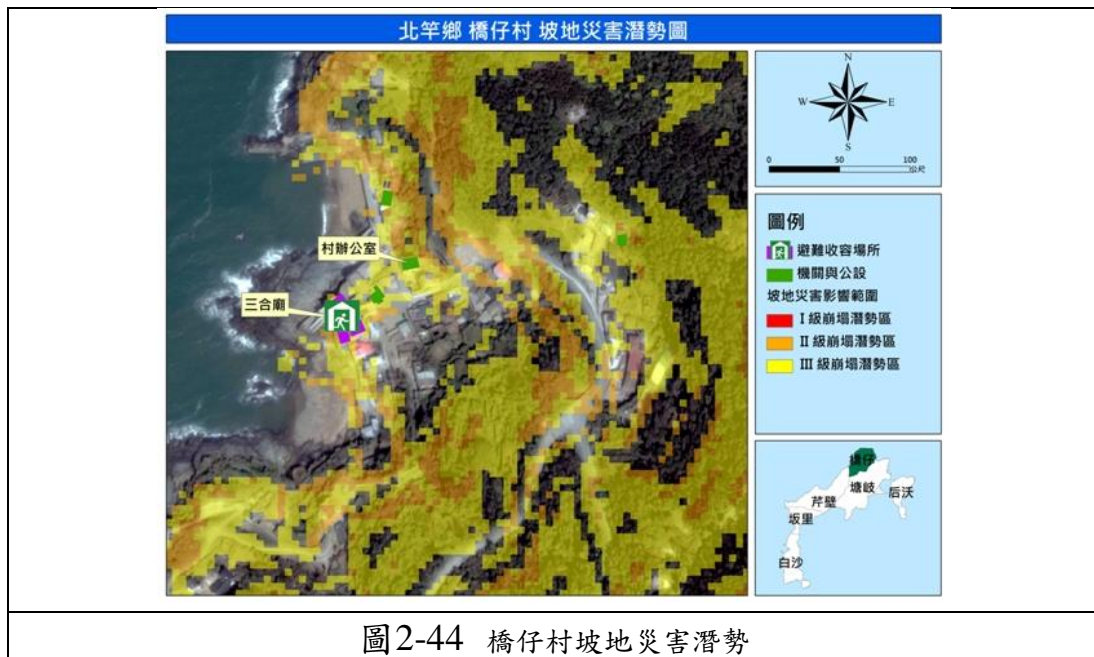 北竿鄉 橋仔村 坡地災害潛勢圖
村辦公室
三合廟
N
W E
S
0 50 100
公尺
圖例
避難收容場所
機關與公設
坡地災害影響範圍
I 級崩塌潛勢區
II 級崩塌潛勢區
III 級崩塌潛勢區
橋仔
塘岐
后沃
芹壁
坂里
白沙
圖2-44 橋仔村坡地災害潛勢